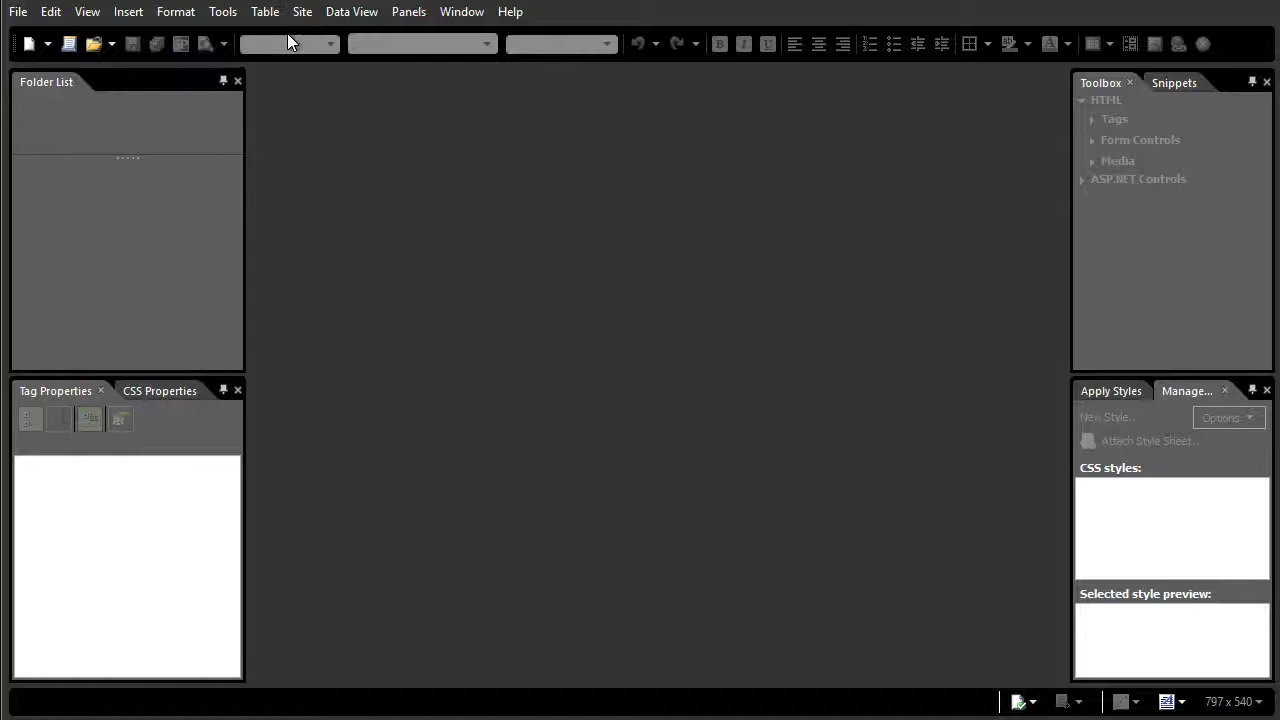 File Edit View Insert Format Tools Table Site Data View Panels Window Help
Folder List
Toolbox Snippets
HTML
Tags
Form Controls
Media
ASP.NET Controls
Tag Properties CSS Properties
Apply Styles Manage...
New Style... Options
Attach Style Sheet...
CSS styles:
Selected style preview:
797 x 540